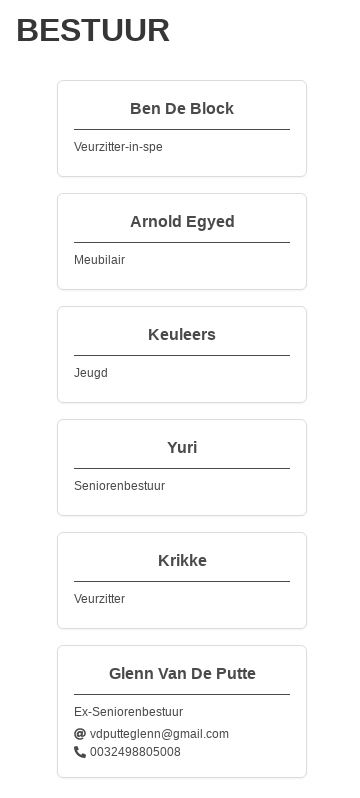 BESTUUR
Ben De Block
Veurzitter-in-spe
Arnold Egyed
Meubilair
Keuleers
Jeugd
Yuri
Seniorenbestuur
Krikke
Veurzitter
Glenn Van De Putte
Ex-Seniorenbestuur
vdputteglenn@gmail.com
0032498805008